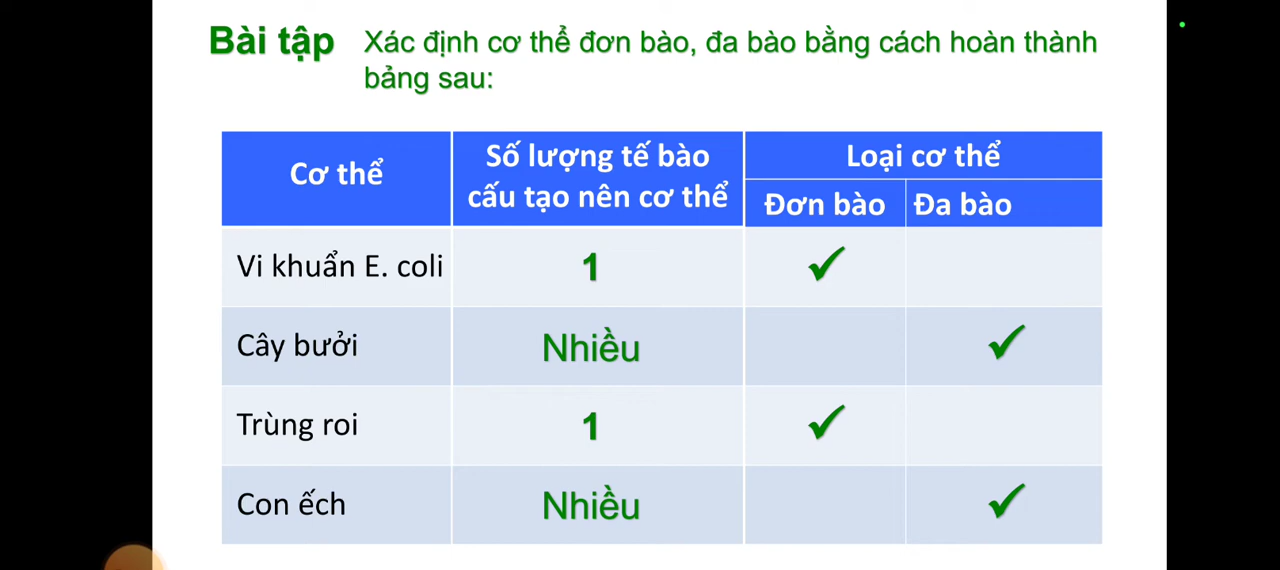 Bài tập
Xác định cơ thể đơn bào, đa bào bằng cách hoàn thành
bảng sau:
Cơ thể
Số lượng tế bào
cấu tạo nên cơ thể
Loại cơ thể
Đơn bào
Đa bào
Vi khuẩn E. coli
1
✓
Cây bưởi
Nhiều
✓
Trùng roi
1
✓
Con ếch
Nhiều
✓